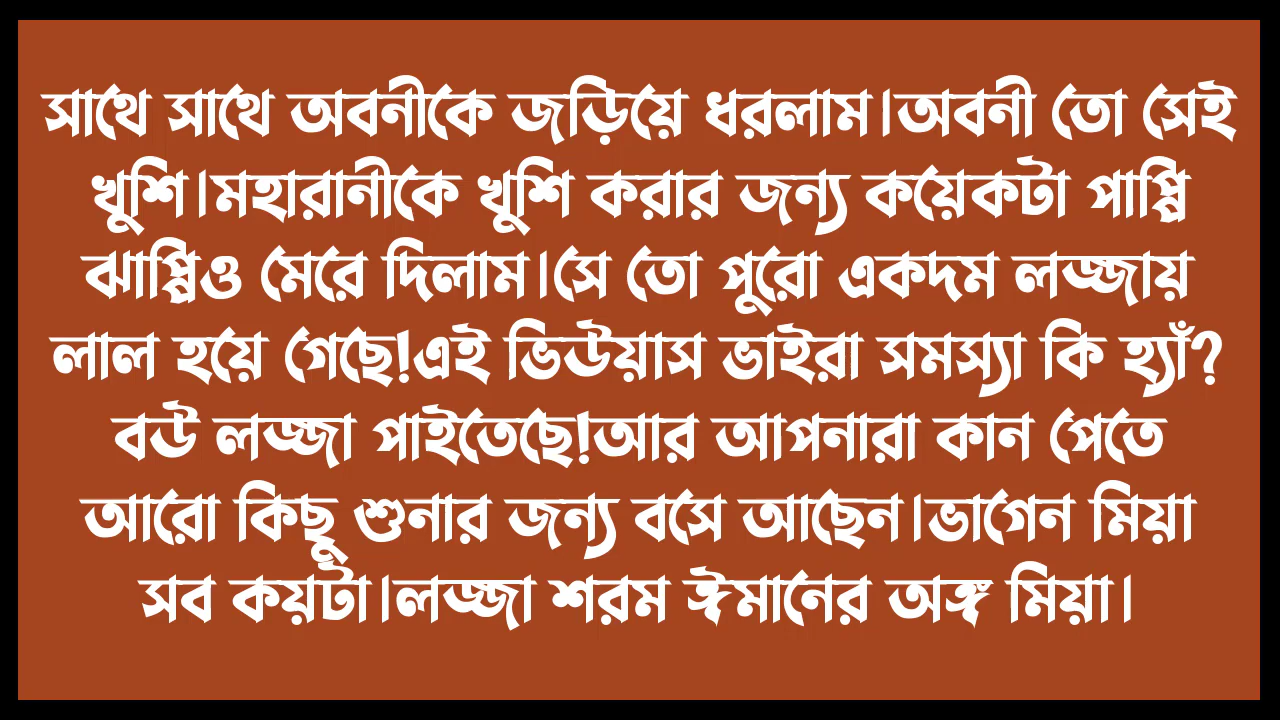 সাথে সাথে অবনীকে জড়িয়ে ধরলাম।অবনী তো সেই
খুশি।মহারানীকে খুশি করার জন্য কয়েকটা পাপ্পি
ঝাপ্পিও মেরে দিলাম।সে তো পুরো একদম লজ্জায়
লাল হয়ে গেছে!এই ভিউয়াস ভাইরা সমস্যা কি হ্যাঁ?
বউ লজ্জা পাইতেছে!আর আপনারা কান পেতে
আরো কিছু শুনার জন্য বসে আছেন।ভাগেন মিয়া
সব কয়টা।লজ্জা শরম ঈমানের অঙ্গ মিয়া।